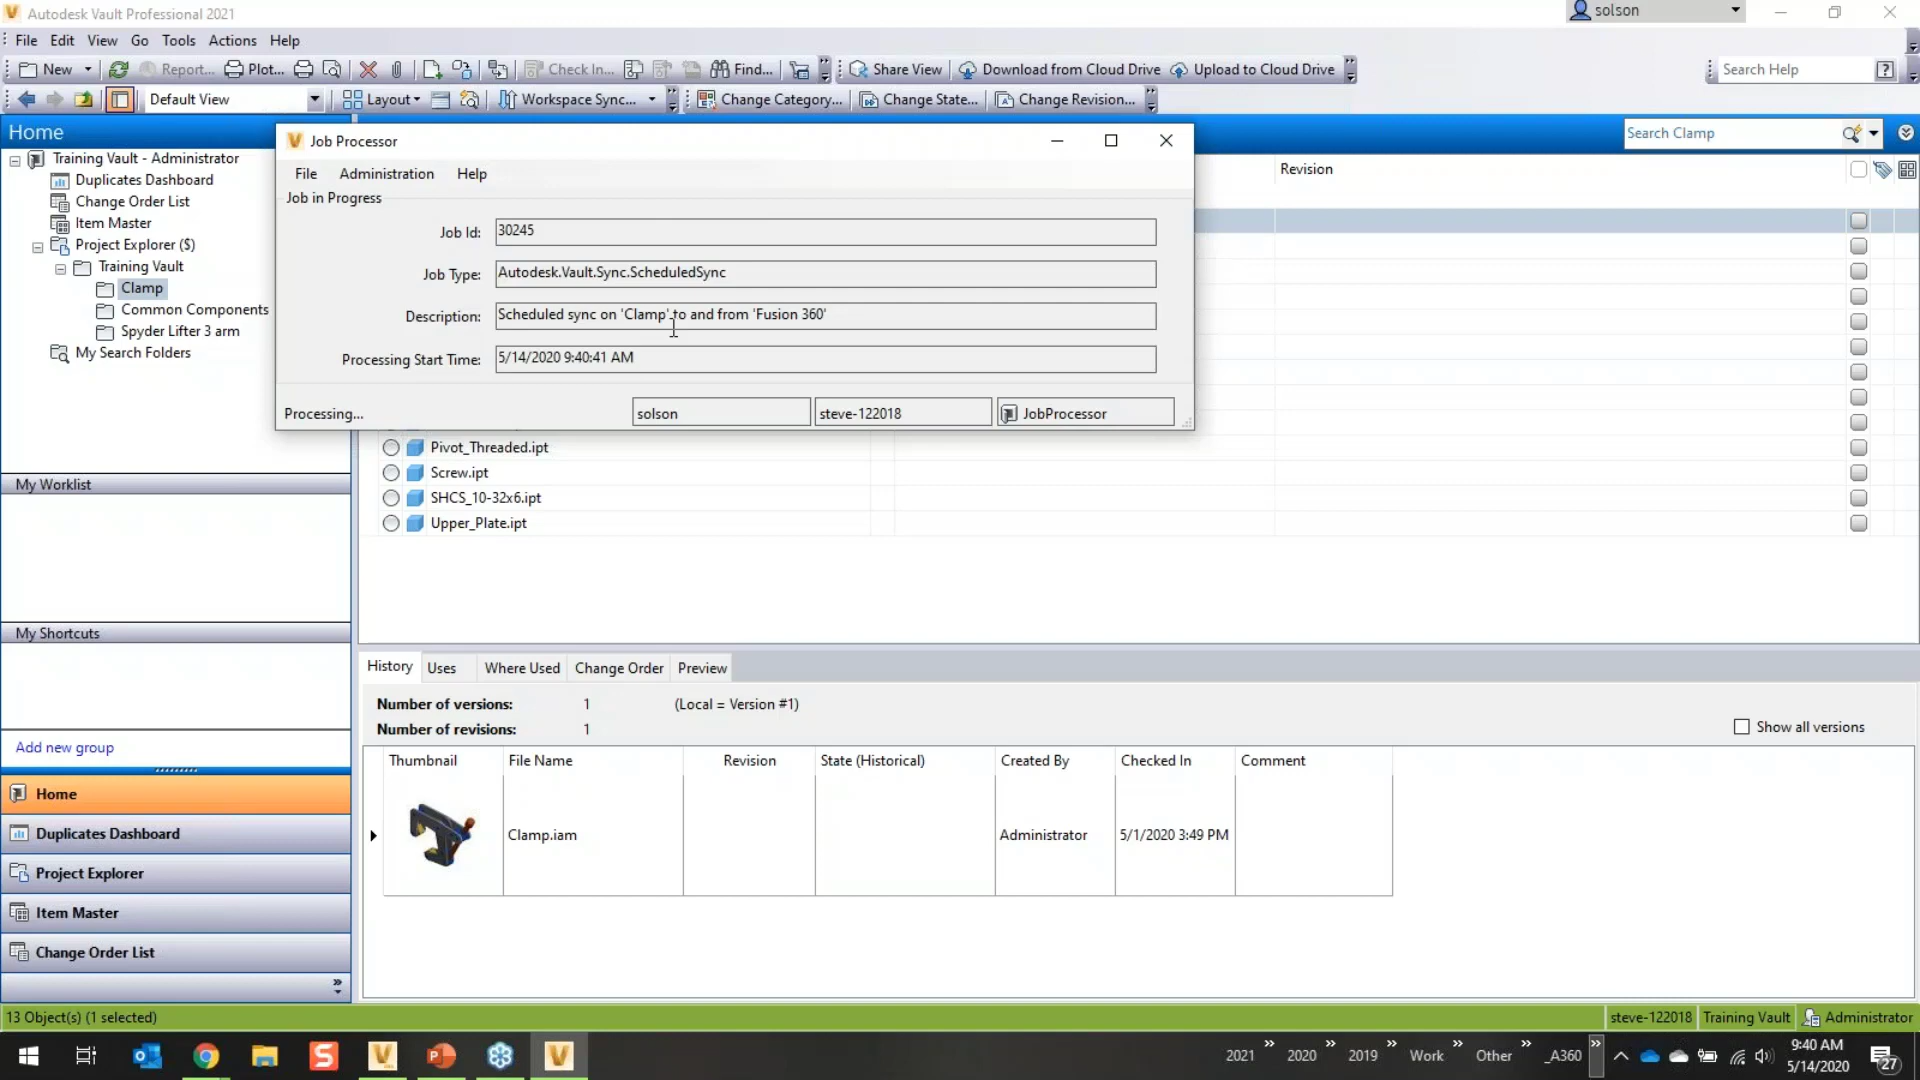 Autodesk Vault Professional 2021
solson
File Edit View Go Tools Actions Help
New Report... Plot... Check In... Find... Share View Download from Cloud Drive Upload to Cloud Drive Search Help
Default View Layout Workspace Sync... Change Category... Change State... Change Revision...
Home
Search Clamp
Training Vault - Administrator
Duplicates Dashboard
Change Order List
Item Master
Project Explorer ($)
Training Vault
Clamp
Common Components
Spyder Lifter 3 arm
My Search Folders
Job Processor
File Administration Help
Job in Progress
Job Id: 30245
Job Type: Autodesk.Vault.Sync.ScheduledSync
Description: Scheduled sync on 'Clamp' to and from 'Fusion 360'
Processing Start Time: 5/14/2020 9:40:41 AM
Processing... solson steve-122018 JobProcessor
Revision
Pivot_Threaded.ipt
Screw.ipt
SHCS_10-32x6.ipt
Upper_Plate.ipt
My Worklist
My Shortcuts
Add new group
Home
Duplicates Dashboard
Project Explorer
Item Master
Change Order List
History Uses Where Used Change Order Preview
Number of versions: 1 (Local = Version #1)
Number of revisions: 1
Show all versions
Thumbnail File Name Revision State (Historical) Created By Checked In Comment
Clamp.iam Administrator 5/1/2020 3:49 PM
13 Object(s) (1 selected)
steve-122018 Training Vault Administrator
2021 2020 2019 Work Other _A360
9:40 AM
5/14/2020
27